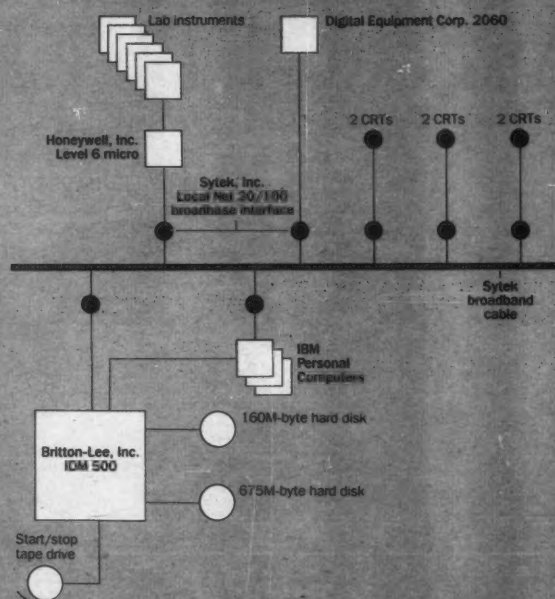 Lab instruments
Digital Equipment Corp. 2060
2 CRTs
2 CRTs
2 CRTs
Honeywell, Inc.
Level 6 micro
Sytek, Inc.
Local Net 20/100
broadbase interface
Sytek
broadband
cable
IBM
Personal
Computers
160M-byte hard disk
Britton-Lee, Inc.
IDM 500
675M-byte hard disk
Start/stop
tape drive